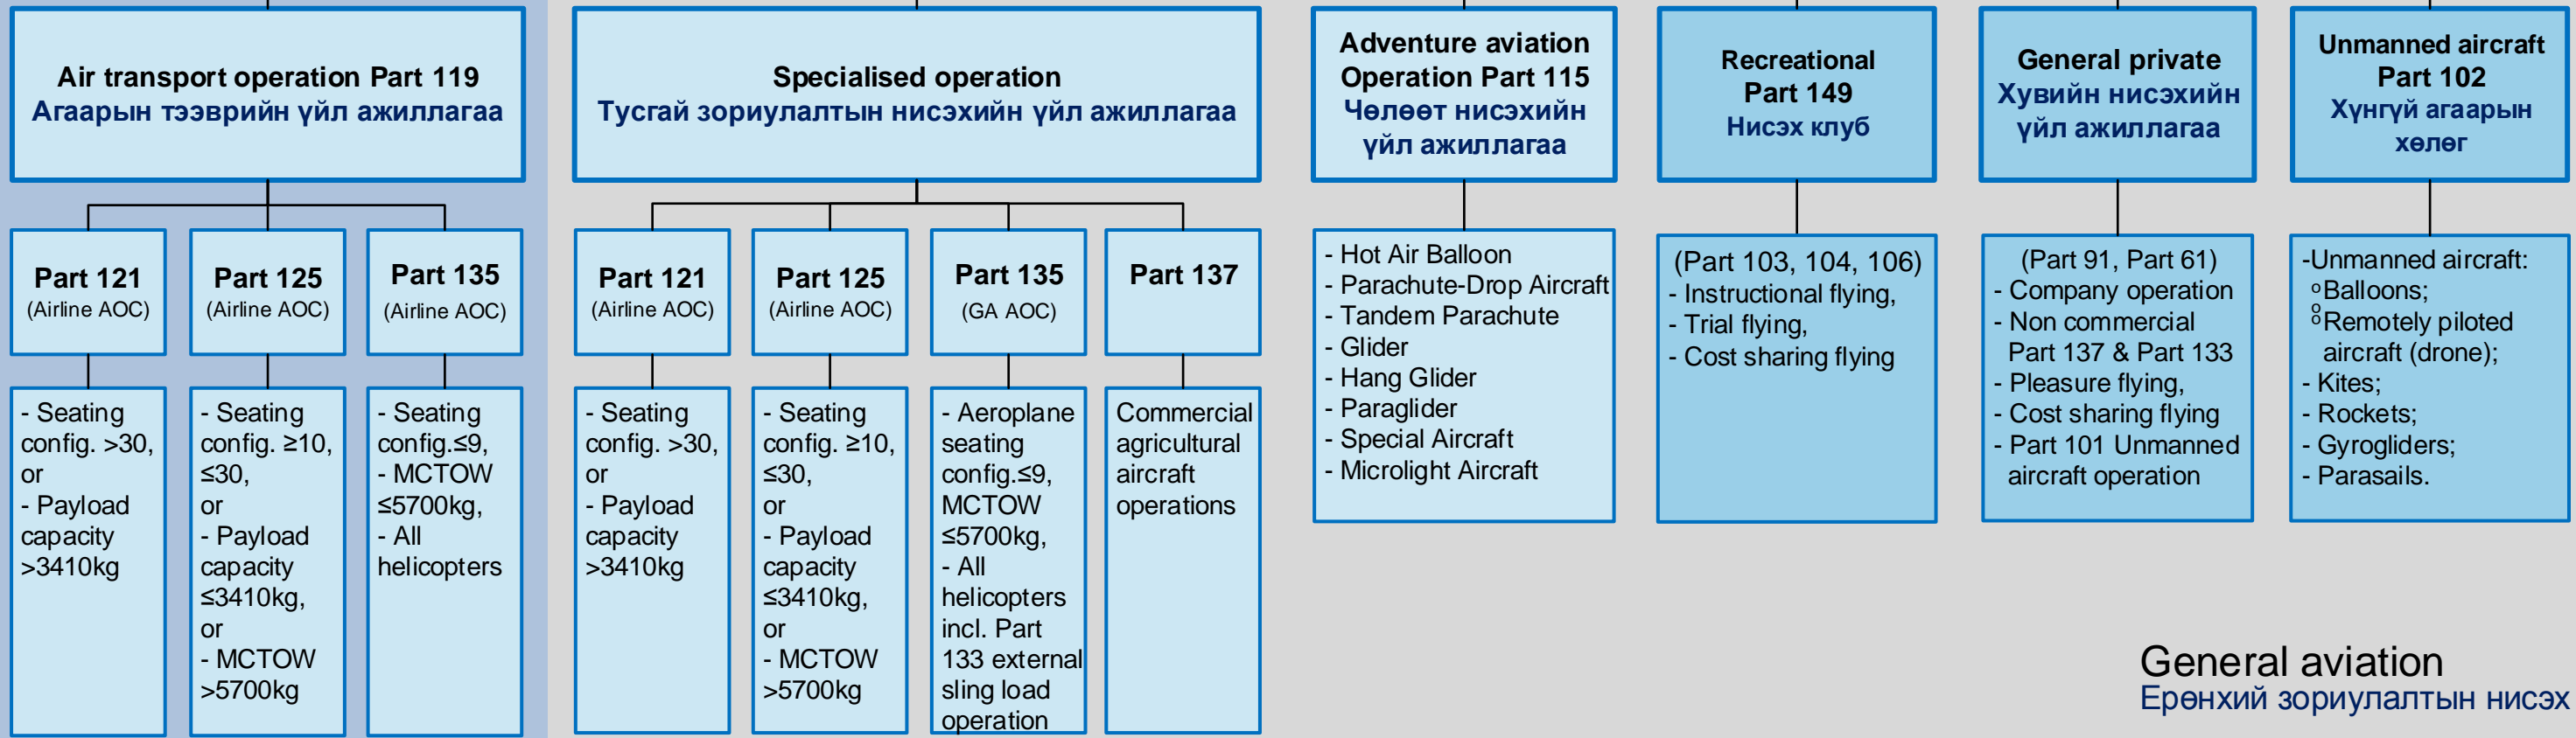 Air transport operation Part 119
Агаарын тээврийн үйл ажиллагаа
Part 121
(Airline AOC)
- Seating
config. >30,
or
- Payload
capacity
>3410kg
Part 125
(Airline AOC)
- Seating
config. ≥10,
≤30,
or
- Payload
capacity
≤3410kg,
or
- MCTOW
>5700kg
Part 135
(Airline AOC)
- Seating
config.≤9,
- MCTOW
≤5700kg,
- All
helicopters
Specialised operation
Тусгай зориулалтын нисэхийн үйл ажиллагаа
Part 121
(Airline AOC)
- Seating
config. >30,
or
- Payload
capacity
>3410kg
Part 125
(Airline AOC)
- Seating
config. ≥10,
≤30,
or
- Payload
capacity
≤3410kg,
or
- MCTOW
>5700kg
Part 135
(GA AOC)
- Aeroplane
seating
config.≤9,
MCTOW
≤5700kg,
- All
helicopters
incl. Part
133 external
sling load
operation
Part 137
Commercial
agricultural
aircraft
operations
Adventure aviation
Operation Part 115
Чөлөөт нисэхийн
үйл ажиллагаа
- Hot Air Balloon
- Parachute-Drop Aircraft
- Tandem Parachute
- Glider
- Hang Glider
- Paraglider
- Special Aircraft
- Microlight Aircraft
Recreational
Part 149
Нисэх клуб
(Part 103, 104, 106)
- Instructional flying,
- Trial flying,
- Cost sharing flying
General private
Хувийн нисэхийн
үйл ажиллагаа
(Part 91, Part 61)
- Company operation
- Non commercial
Part 137 & Part 133
- Pleasure flying,
- Cost sharing flying
- Part 101 Unmanned
aircraft operation
Unmanned aircraft
Part 102
Хүнгүй агаарын
хөлөг
-Unmanned aircraft:
o Balloons;
o
o Remotely piloted
aircraft (drone);
- Kites;
- Rockets;
- Gyrogliders;
- Parasails.
General aviation
Ерөнхий зориулалтын нисэх